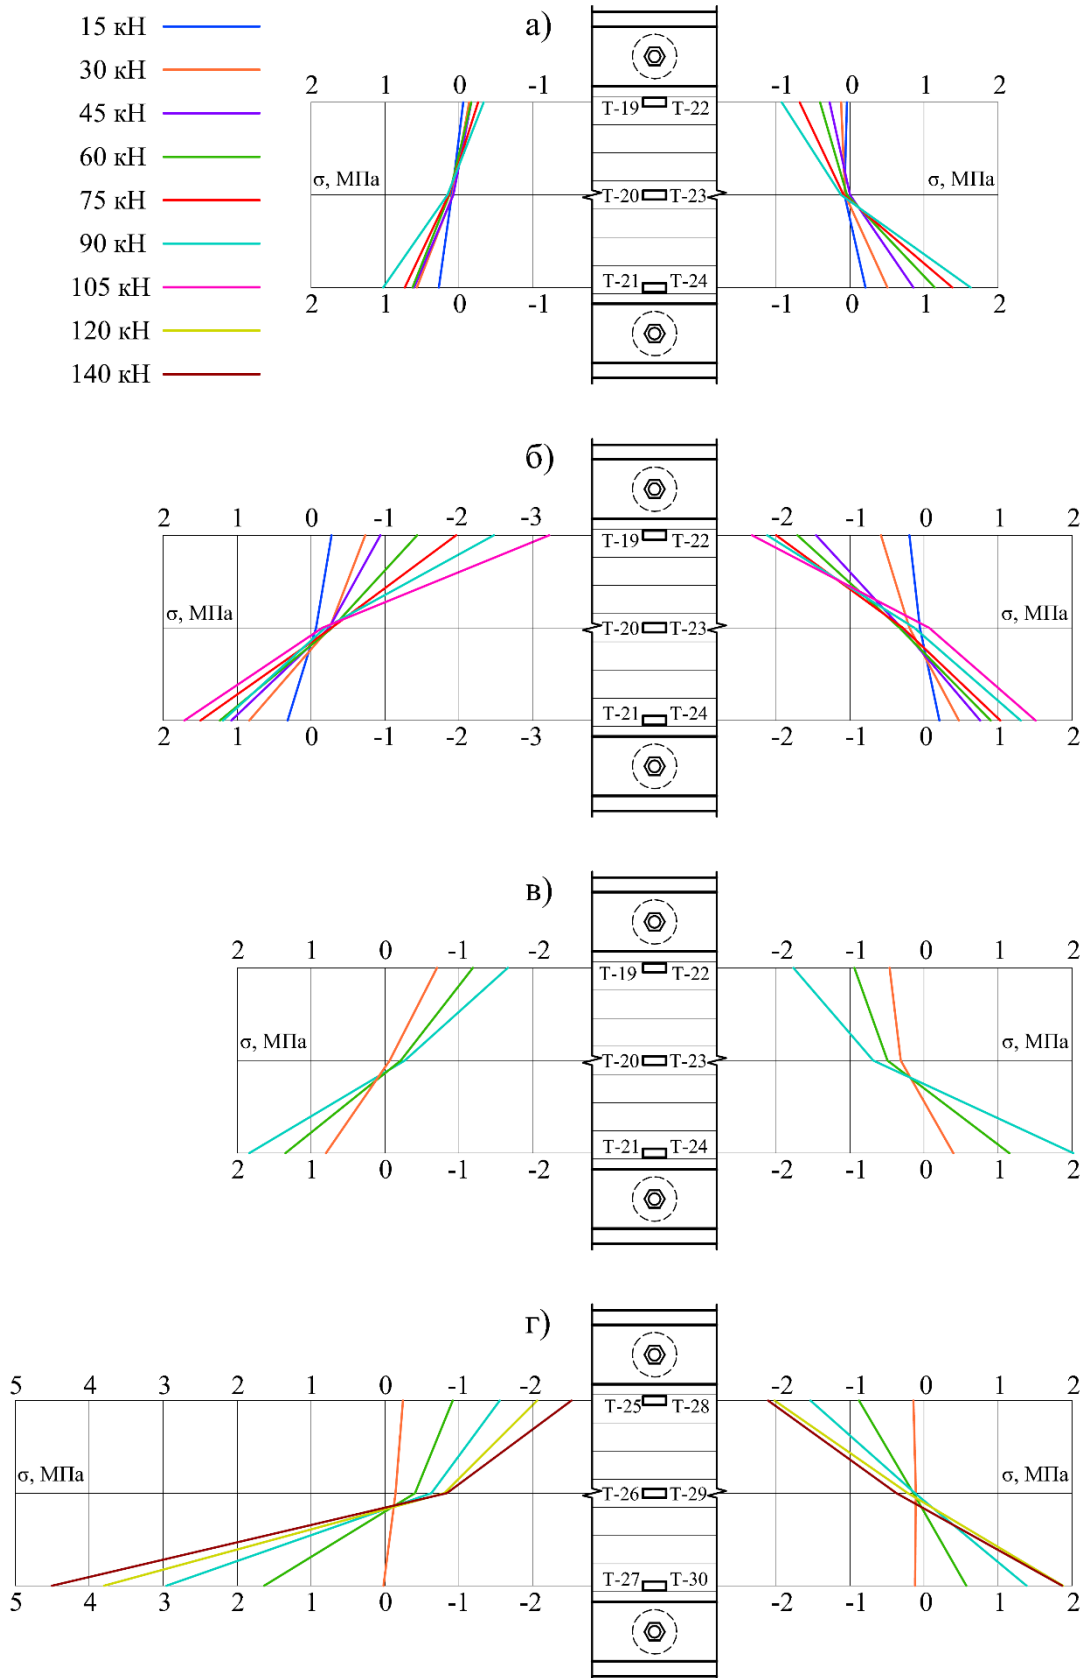 15 кН
30 кН
45 кН
60 кН
75 кН
90 кН
105 кН
120 кН
140 кН
а)
2 1 0 -1
Т-19 Т-22
-1 0 1 2
σ, МПа
Т-20 Т-23
σ, МПа
Т-21 Т-24
2 1 0 -1
-1 0 1 2
б)
2 1 0 -1 -2 -3
Т-19 Т-22
-2 -1 0 1 2
σ, МПа
Т-20 Т-23
σ, МПа
Т-21 Т-24
2 1 0 -1 -2 -3
-2 -1 0 1 2
в)
2 1 0 -1 -2
Т-19 Т-22
-2 -1 0 1 2
σ, МПа
Т-20 Т-23
σ, МПа
Т-21 Т-24
2 1 0 -1 -2
-2 -1 0 1 2
г)
5 4 3 2 1 0 -1 -2
Т-25 Т-28
-2 -1 0 1 2
σ, МПа
Т-26 Т-29
σ, МПа
Т-27 Т-30
5 4 3 2 1 0 -1 -2
-2 -1 0 1 2